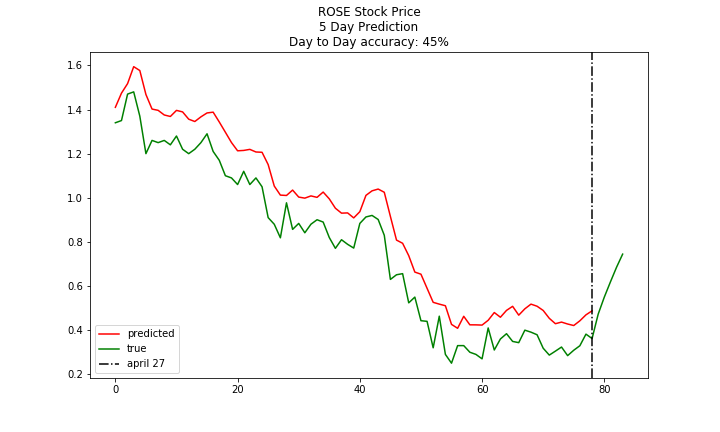 ROSE Stock Price
5 Day Prediction
Day to Day accuracy: 45%
1.6
1.4
1.2
1.0
0.8
0.6
0.4
0.2
predicted
true
april 27
0
20
40
60
80